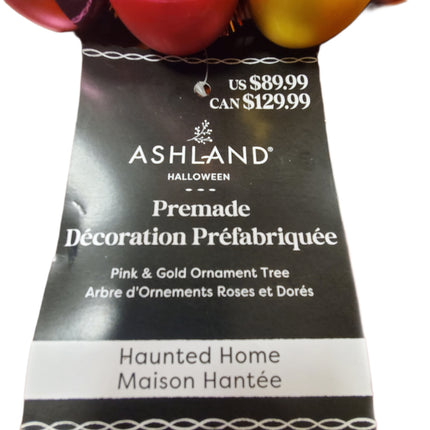 US $89.99
CAN $129.99
ASHLAND®
HALLOWEEN
Premade
Décoration Préfabriquée
Pink & Gold Ornament Tree
Arbre d'Ornements Roses et Dorés
Haunted Home
Maison Hantée